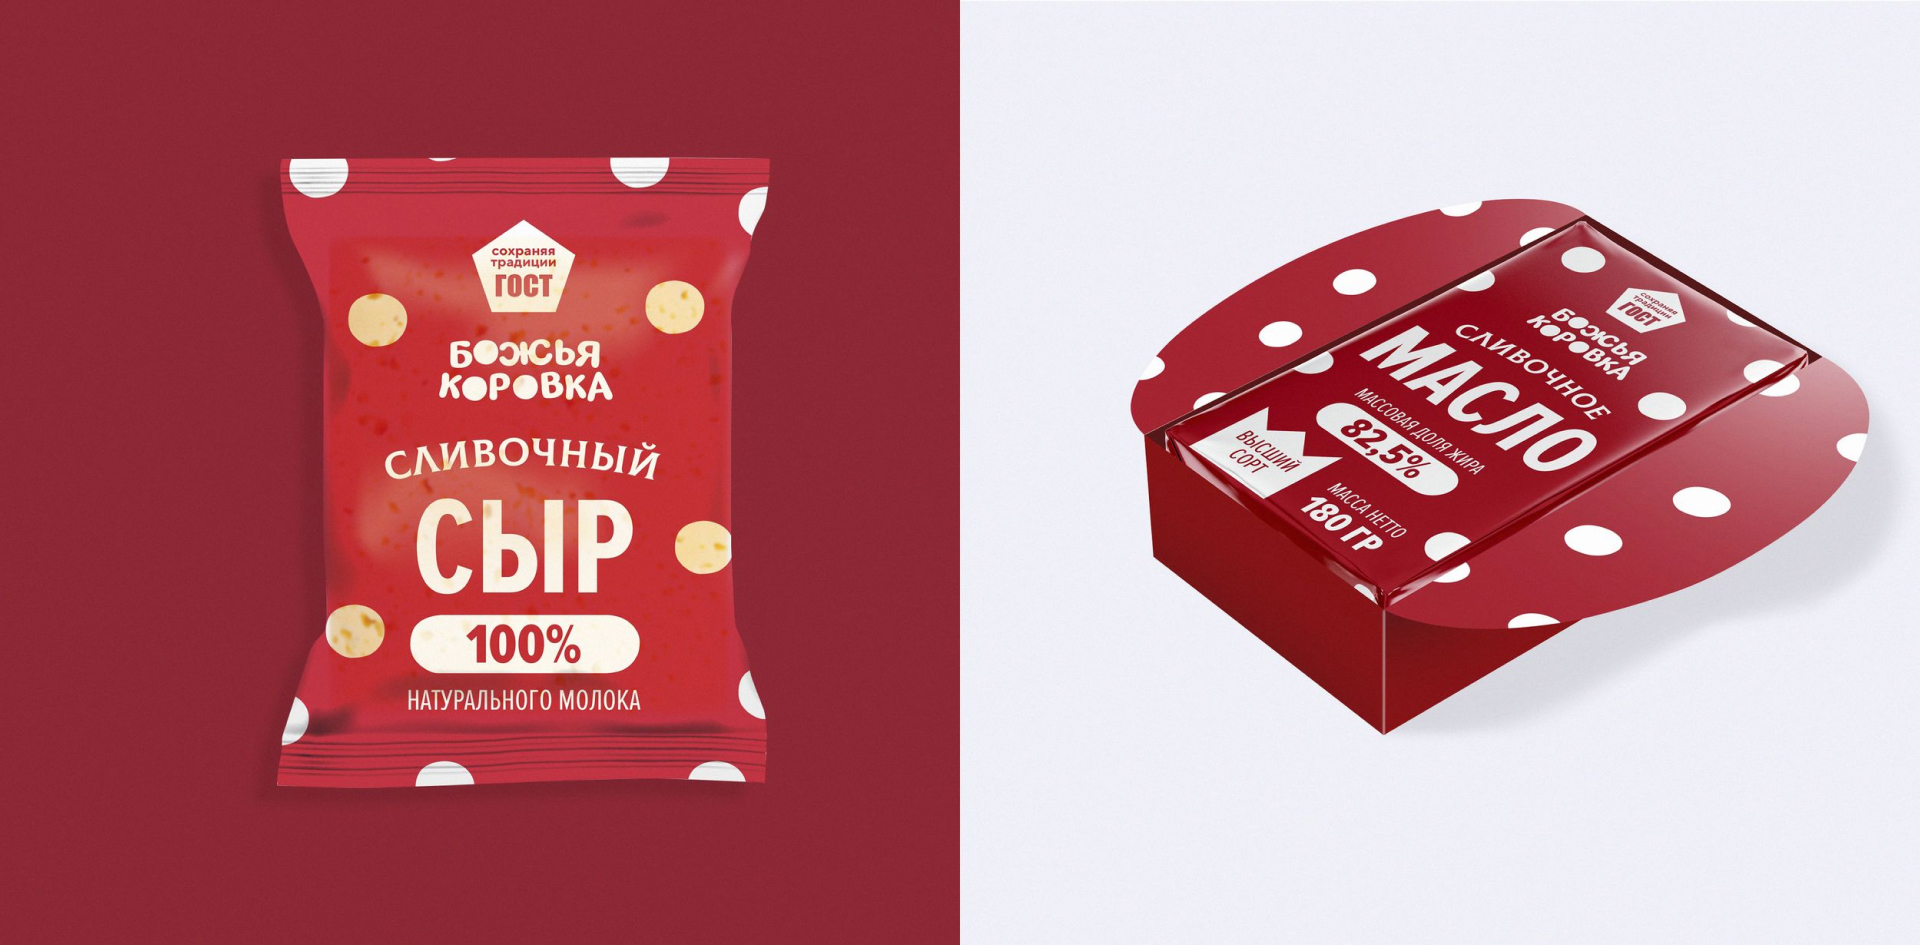 сохраняя
традиции
ГОСТ
БОЖЬЯ
КОРОВКА
СЛИВОЧНЫЙ
СЫР
100%
НАТУРАЛЬНОГО МОЛОКА
сохраняя
традиции
ГОСТ
БОЖЬЯ
КОРОВКА
СЛИВОЧНОЕ
МАСЛО
МАССОВАЯ ДОЛЯ ЖИРА
82,5%
ВЫСШИЙ
СОРТ
МАССА НЕТТО
180 ГР